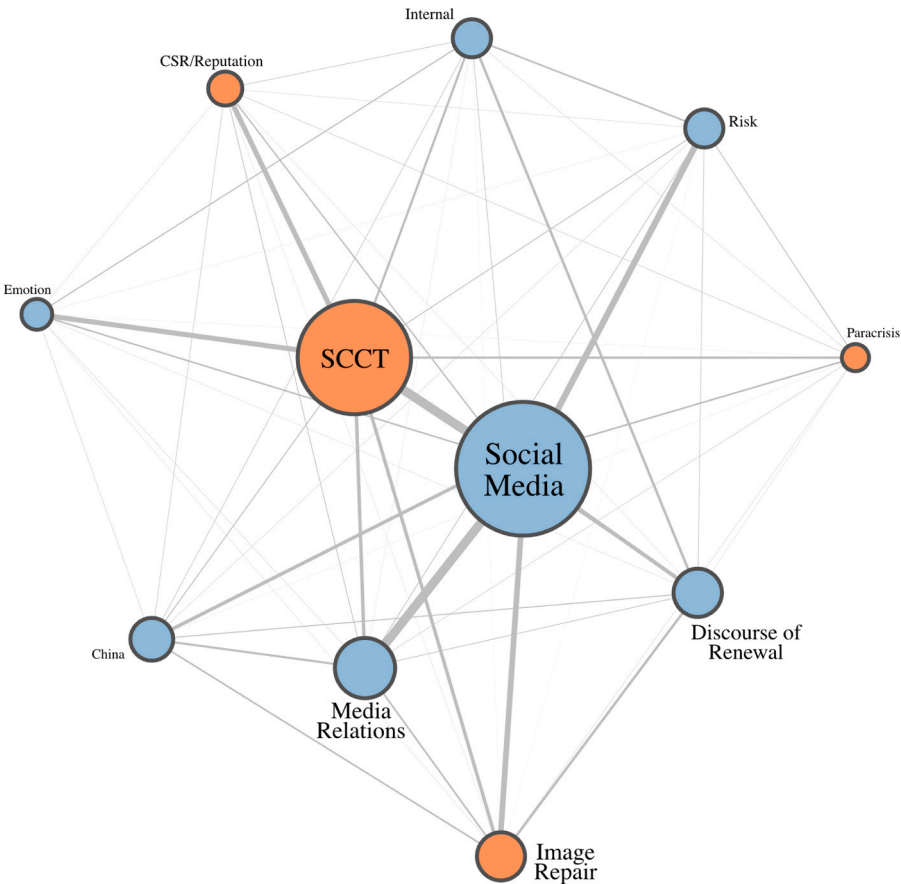 Internal
CSR/Reputation
Risk
Emotion
SCCT
Paracrisis
Social
Media
Discourse of
Renewal
China
Media
Relations
Image
Repair